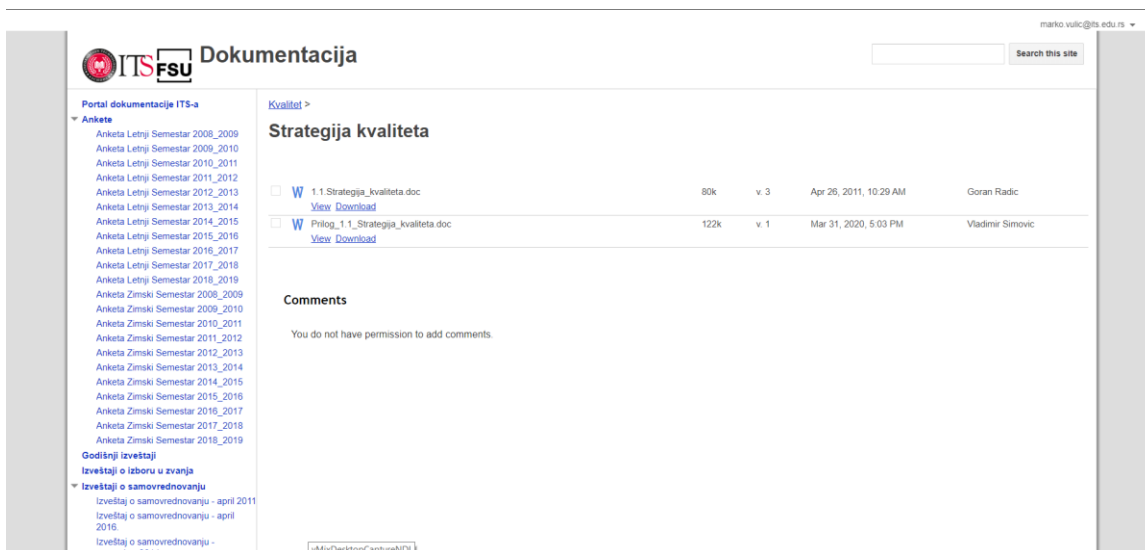 marko.vulic@its.edu.rs
ITS FSU Dokumentacija
Search this site
Portal dokumentacije ITS-a
Ankete
Anketa Letnji Semestar 2008_2009
Anketa Letnji Semestar 2009_2010
Anketa Letnji Semestar 2010_2011
Anketa Letnji Semestar 2011_2012
Anketa Letnji Semestar 2012_2013
Anketa Letnji Semestar 2013_2014
Anketa Letnji Semestar 2014_2015
Anketa Letnji Semestar 2015_2016
Anketa Letnji Semestar 2016_2017
Anketa Letnji Semestar 2017_2018
Anketa Letnji Semestar 2018_2019
Anketa Zimski Semestar 2008_2009
Anketa Zimski Semestar 2009_2010
Anketa Zimski Semestar 2010_2011
Anketa Zimski Semestar 2011_2012
Anketa Zimski Semestar 2012_2013
Anketa Zimski Semestar 2013_2014
Anketa Zimski Semestar 2014_2015
Anketa Zimski Semestar 2015_2016
Anketa Zimski Semestar 2016_2017
Anketa Zimski Semestar 2017_2018
Anketa Zimski Semestar 2018_2019
Godišnji izveštaji
Izveštaji o izboru u zvanja
Izveštaji o samovrednovanju
Izveštaj o samovrednovanju - april 2011
Izveštaj o samovrednovanju - april
2016.
Izveštaj o samovrednovanju -
Kvalitet >
Strategija kvaliteta
1.1.Strategija_kvaliteta.doc 80k v. 3 Apr 26, 2011, 10:29 AM Goran Radic
View Download
Prilog_1.1_Strategija_kvaliteta.doc 122k v. 1 Mar 31, 2020, 5:03 PM Vladimir Simovic
View Download
Comments
You do not have permission to add comments.
vMixDesktopCaptureNDI